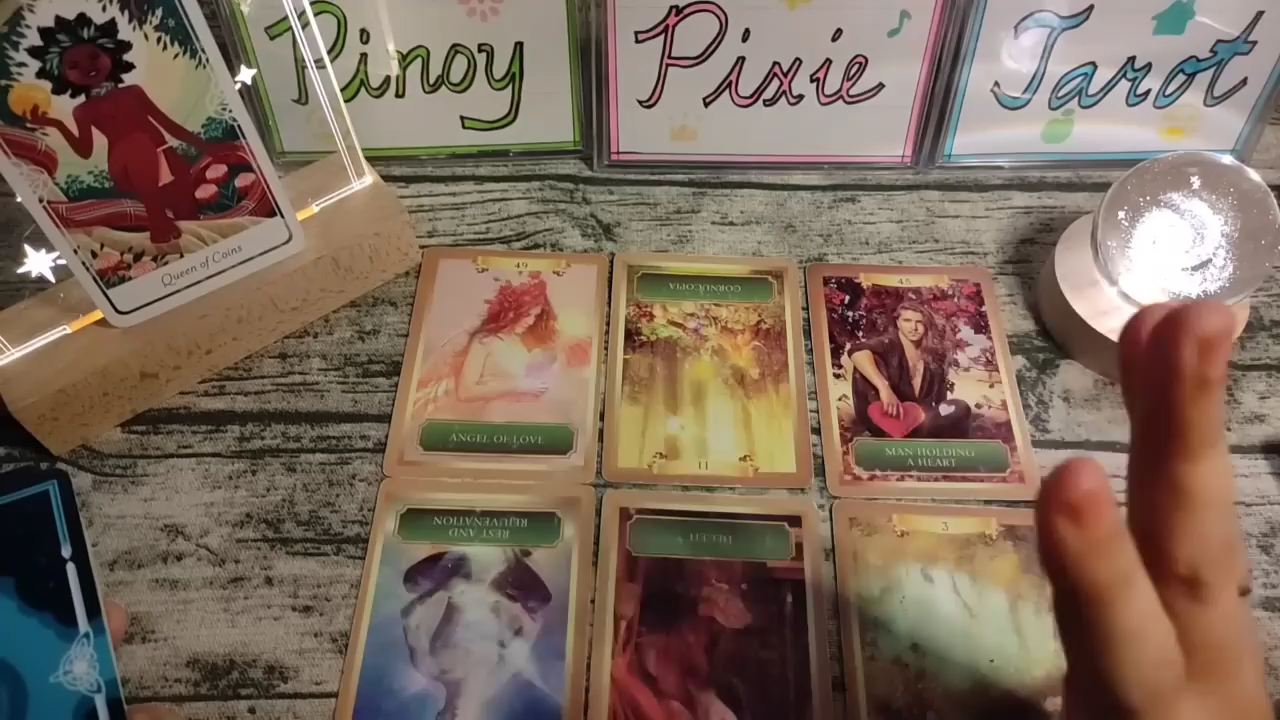 Pinoy
Pixie
Tarot
Queen of Coins
49
ANGEL OF LOVE
CORNUCOPIA
11
45
MAN HOLDING
A HEART
REST AND
REJUVENATION
3